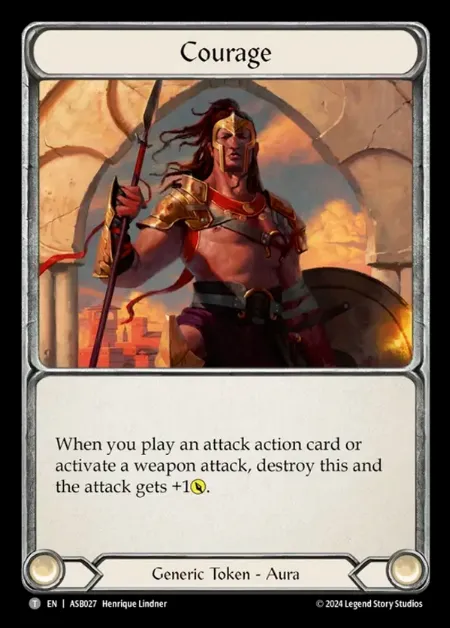 Courage
When you play an attack action card or
activate a weapon attack, destroy this and
the attack gets +1.
Generic Token - Aura
T EN | ASB027 Henrique Lindner © 2024 Legend Story Studios